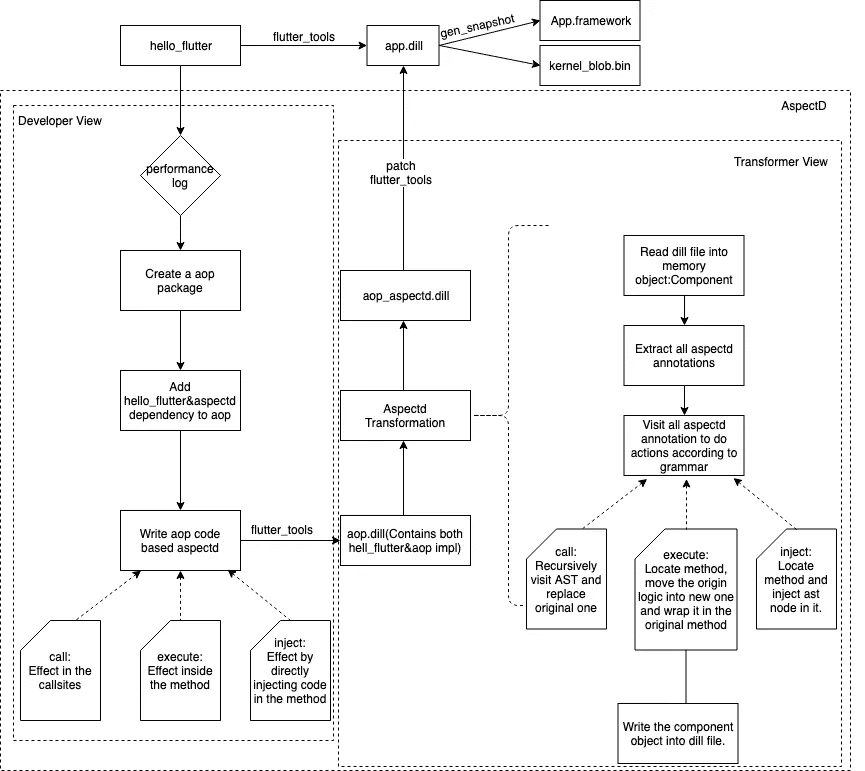 hello_flutter
flutter_tools
app.dill
gen_snapshot
App.framework
kernel_blob.bin
AspectD
Developer View
performance
log
Create a aop
package
Add
hello_flutter&aspectd
dependency to aop
Write aop code
based aspectd
flutter_tools
call:
Effect in the
callsites
execute:
Effect inside
the method
inject:
Effect by
directly
injecting code
in the method
Transformer View
patch
flutter_tools
aop_aspectd.dill
Aspectd
Transformation
aop.dill(Contains both
hell_flutter&aop impl)
Read dill file into
memory
object:Component
Extract all aspectd
annotations
Visit all aspectd
annotation to do
actions according to
grammar
call:
Recursively
visit AST and
replace
original one
execute:
Locate method,
move the origin
logic into new one
and wrap it in the
original method
inject:
Locate
method and
inject ast
node in it.
Write the component
object into dill file.